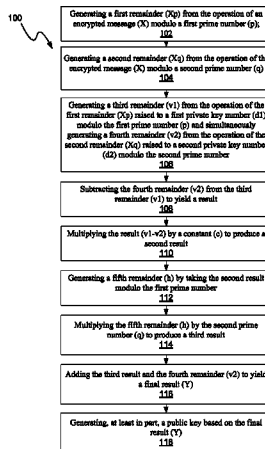 100
Generating a first remainder (Xp) from the operation of an
encrypted message (X) modulo a first prime number (p);
102
Generating a second remainder (Xq) from the operation of the
encrypted message (X) modulo a second prime number (q)
104
Generating a third remainder (v1) from the operation of the
first remainder (Xp) raised to a first private key number (d1)
modulo the first prime number (p) and simultaneously
generating a fourth remainder (v2) from the operation of the
second remainder (Xq) raised to a second private key number
(d2) modulo the second prime number
106
Subtracting the fourth remainder (v2) from the third
remainder (v1) to yield a result
108
Multiplying the result (v1-v2) by a constant (c) to produce a
second result
110
Generating a fifth remainder (h) by taking the second result
modulo the first prime number
112
Multiplying the fifth remainder (h) by the second prime
number (q) to produce a third result
114
Adding the third result and the fourth remainder (v2) to yield
a final result (Y)
116
Generating, at least in part, a public key based on the final
result (Y)
118